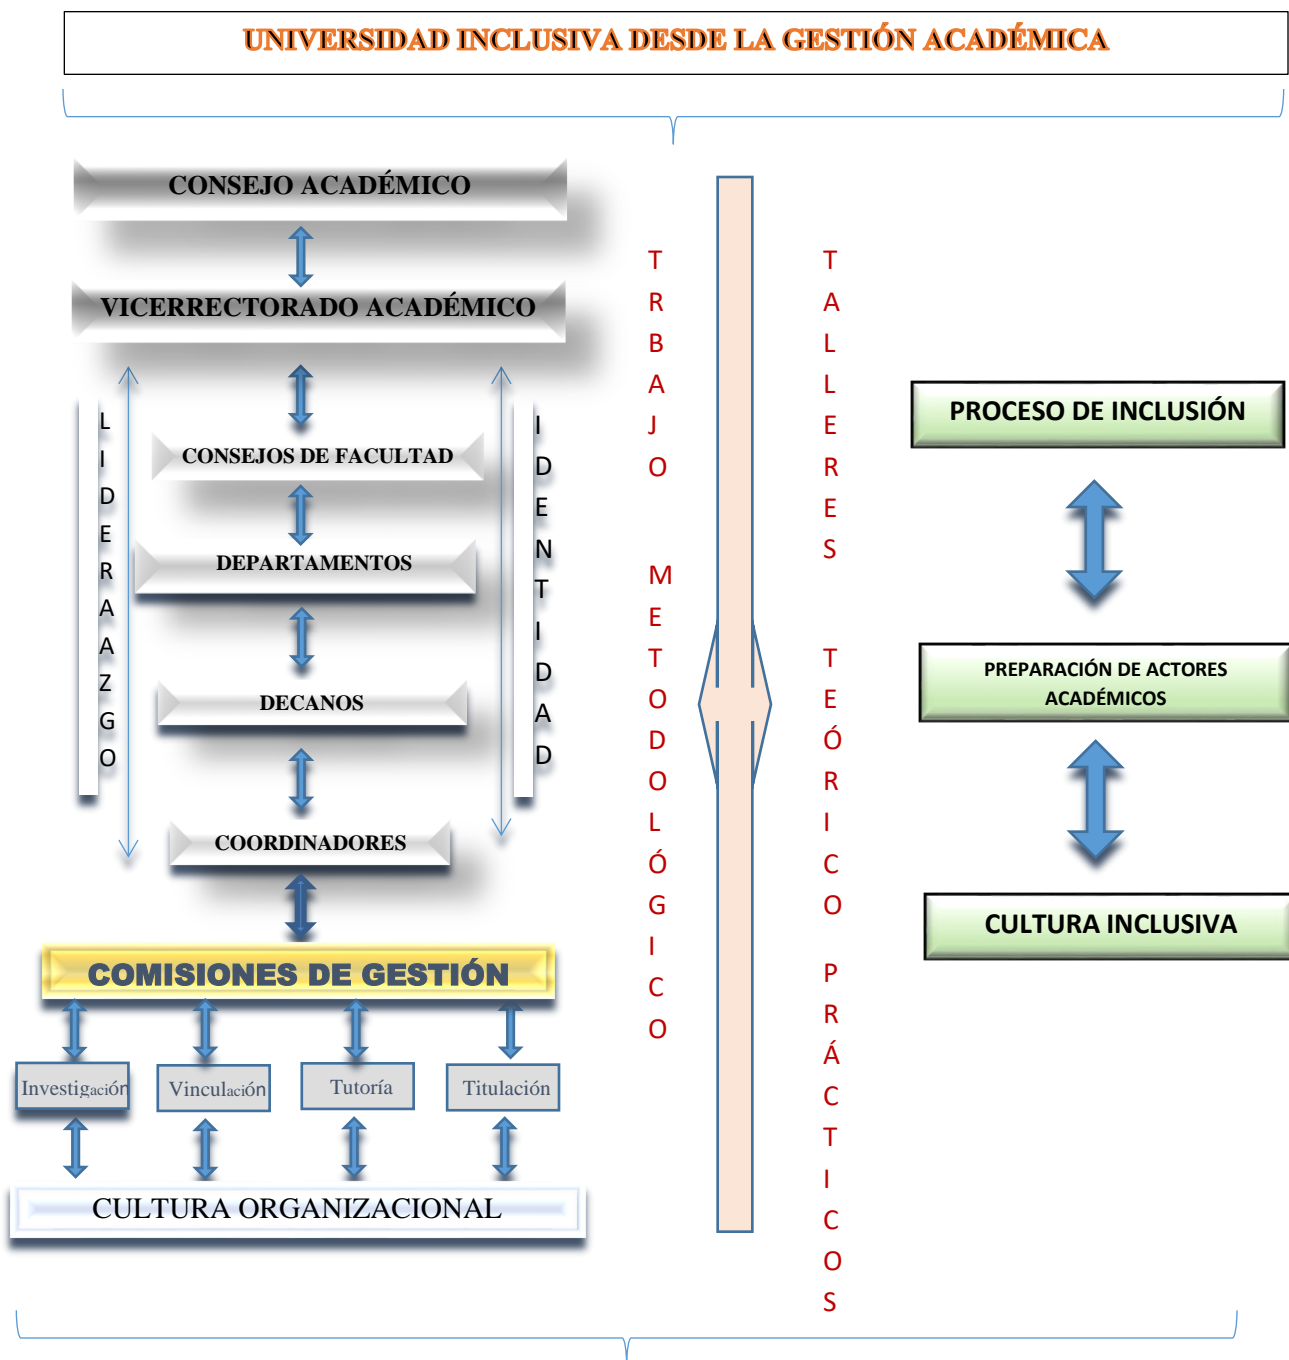 UNIVERSIDAD INCLUSIVA DESDE LA GESTIÓN ACADÉMICA
CONSEJO ACADÉMICO
VICERRECTORADO ACADÉMICO
LIDERAAZGO
CONSEJOS DE FACULTAD
DEPARTAMENTOS
DECANOS
COORDINADORES
IDENTIDAD
COMISIONES DE GESTIÓN
Investigación
Vinculación
Tutoría
Titulación
CULTURA ORGANIZACIONAL
TRBAJO METODOLÓGICO
TALLERES TEÓRICO PRÁCTICOS
PROCESO DE INCLUSIÓN
PREPARACIÓN DE ACTORES
ACADÉMICOS
CULTURA INCLUSIVA